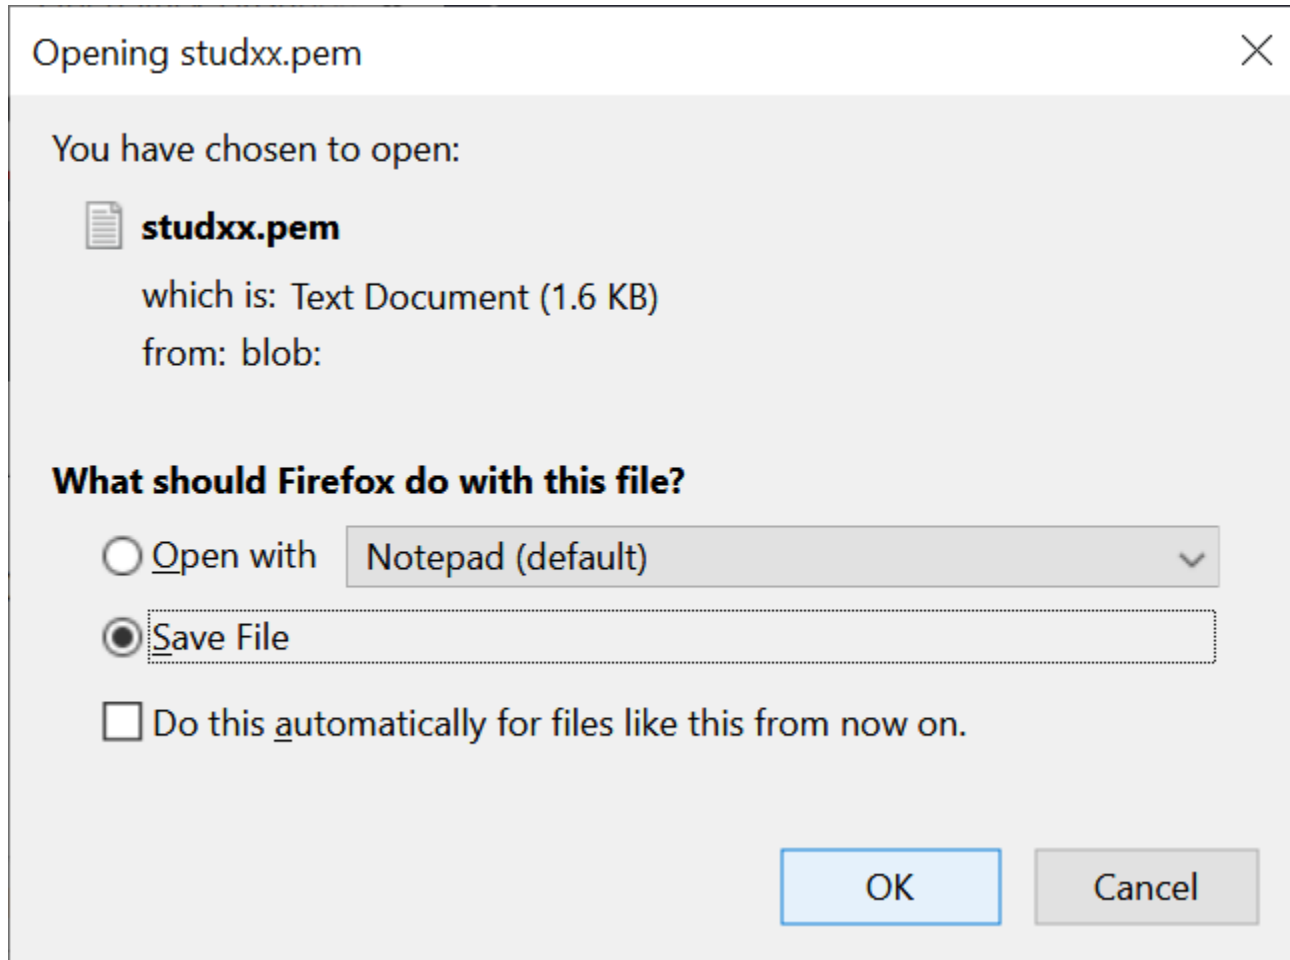 Opening studxx.pem
You have chosen to open:
studxx.pem
which is: Text Document (1.6 KB)
from: blob:
What should Firefox do with this file?
Open with Notepad (default)
Save File
Do this automatically for files like this from now on.
OK Cancel